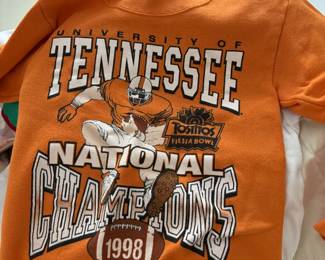 UNIVERSITY OF
TENNESSEE
Tostitos
FIESTA BOWL
NATIONAL
CHAMPIONS
1998